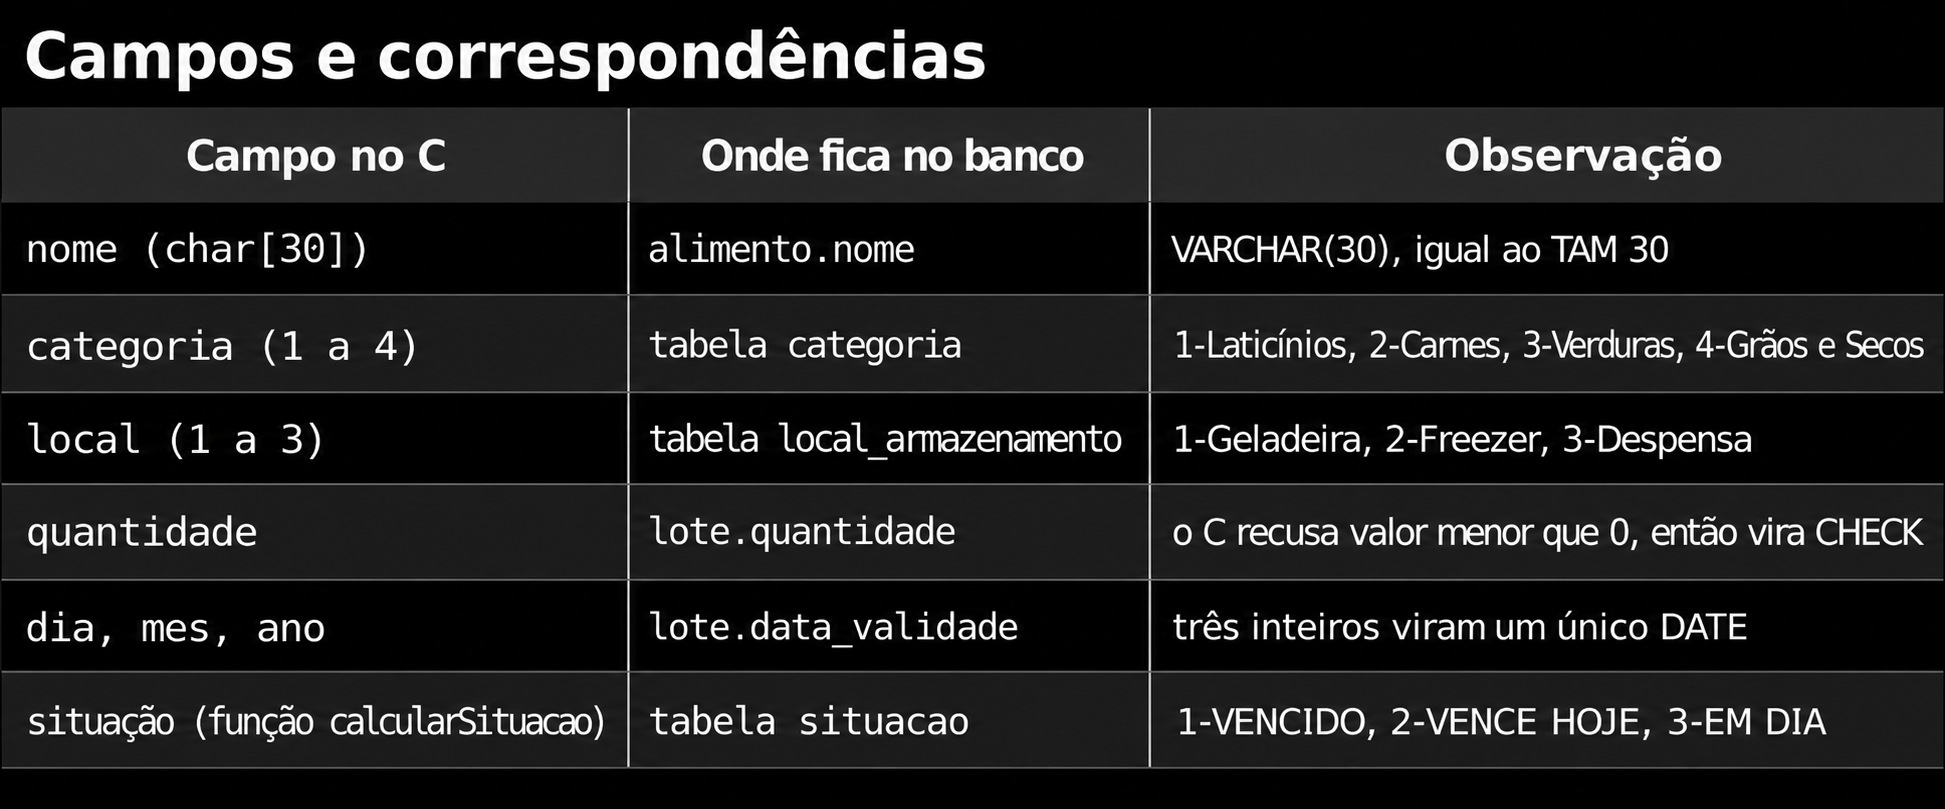 Campos e correspondências
Campo no C
Onde fica no banco
Observação
nome (char[30])
alimento.nome
VARCHAR(30), igual ao TAM 30
categoria (1 a 4)
tabela categoria
1-Laticínios, 2-Carnes, 3-Verduras, 4-Grãos e Secos
local (1 a 3)
tabela local_armazenamento
1-Geladeira, 2-Freezer, 3-Despensa
quantidade
lote.quantidade
o C recusa valor menor que 0, então vira CHECK
dia, mes, ano
lote.data_validade
três inteiros viram um único DATE
situação (função calcularSituacao)
tabela situacao
1-VENCIDO, 2-VENCE HOJE, 3-EM DIA